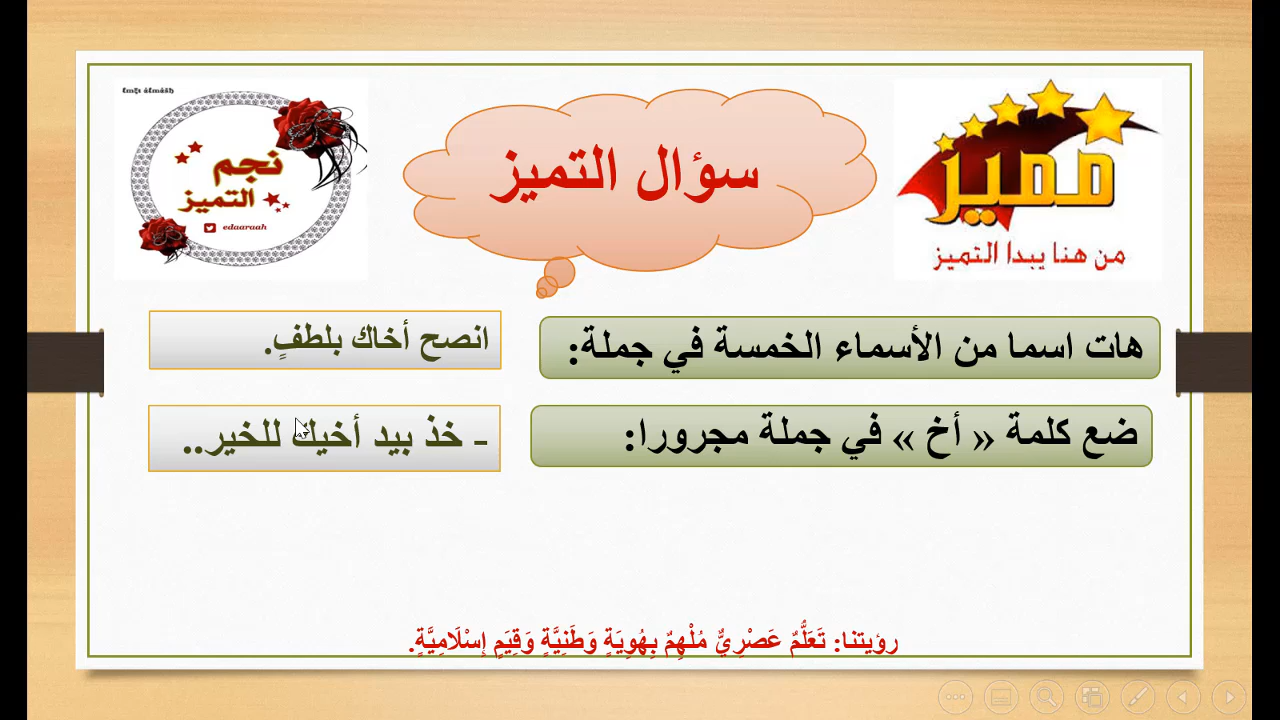 سؤال التميز
مميز
من هنا يبدا التميز
نجم
التميز
edaaraah
هات اسما من الأسماء الخمسة في جملة:
انصح أخاك بلطفٍ.
ضع كلمة « أخ » في جملة مجرورا:
- خذ بيد أخيك للخير..
رؤيتنا: تَعَلُّمٌ عَصْرِيٌّ مُلْهِمٌ بِهُوِيَةٍ وَطَنِيَّةٍ وَقِيَمٍ إِسْلَامِيَّةٍ.